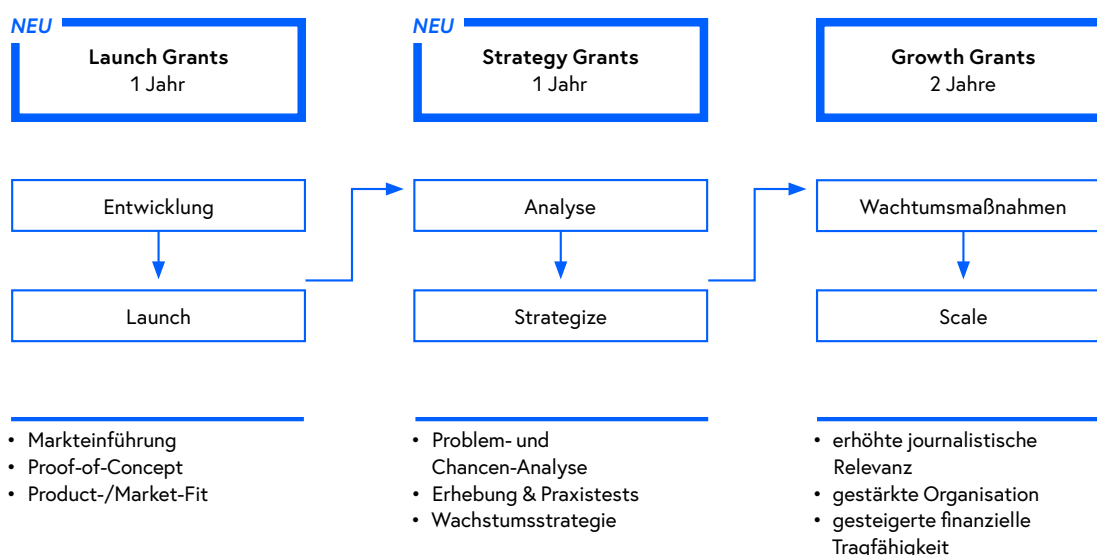 NEU
Launch Grants
1 Jahr
Entwicklung
Launch
• Markteinführung
• Proof-of-Concept
• Product-/Market-Fit
NEU
Strategy Grants
1 Jahr
Analyse
Strategize
• Problem- und
Chancen-Analyse
• Erhebung & Praxistests
• Wachstumsstrategie
Growth Grants
2 Jahre
Wachtumsmaßnahmen
Scale
• erhöhte journalistische
Relevanz
• gestärkte Organisation
• gesteigerte finanzielle
Tragfähigkeit